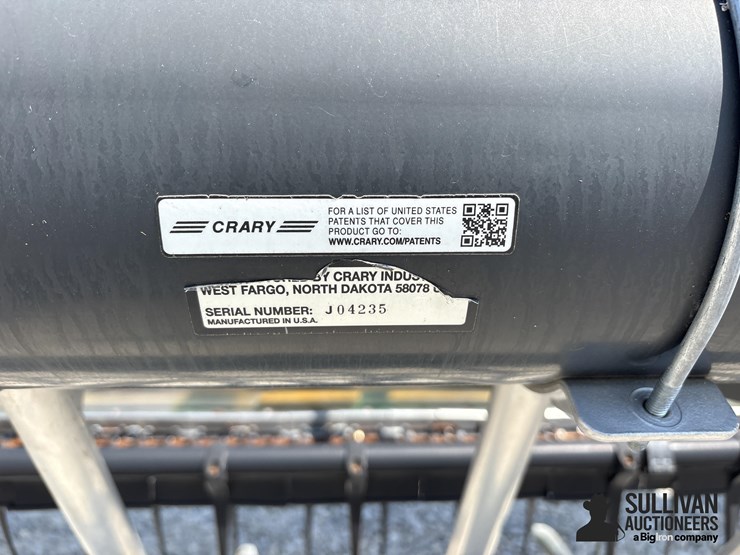 CRARY
FOR A LIST OF UNITED STATES
PATENTS THAT COVER THIS
PRODUCT GO TO:
WWW.CRARY.COM/PATENTS
BY CRARY
WEST FARGO, NORTH DAKOTA 58078
SERIAL NUMBER: J04235
MANUFACTURED IN U.S.A.
SULLIVAN
AUCTIONEERS
a BigIron company